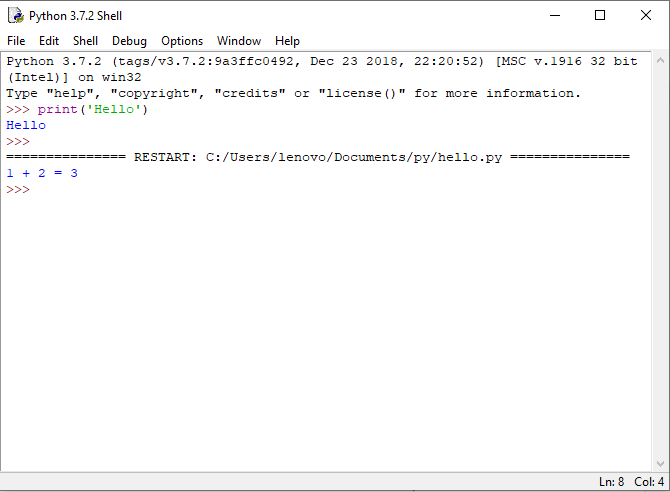 Python 3.7.2 Shell
File Edit Shell Debug Options Window Help
Python 3.7.2 (tags/v3.7.2:9a3ffc0492, Dec 23 2018, 22:20:52) [MSC v.1916 32 bit
(Intel)] on win32
Type "help", "copyright", "credits" or "license()" for more information.
>>> print('Hello')
Hello
>>>
=============== RESTART: C:/Users/lenovo/Documents/py/hello.py ===============
1 + 2 = 3
>>>
Ln: 8 Col: 4